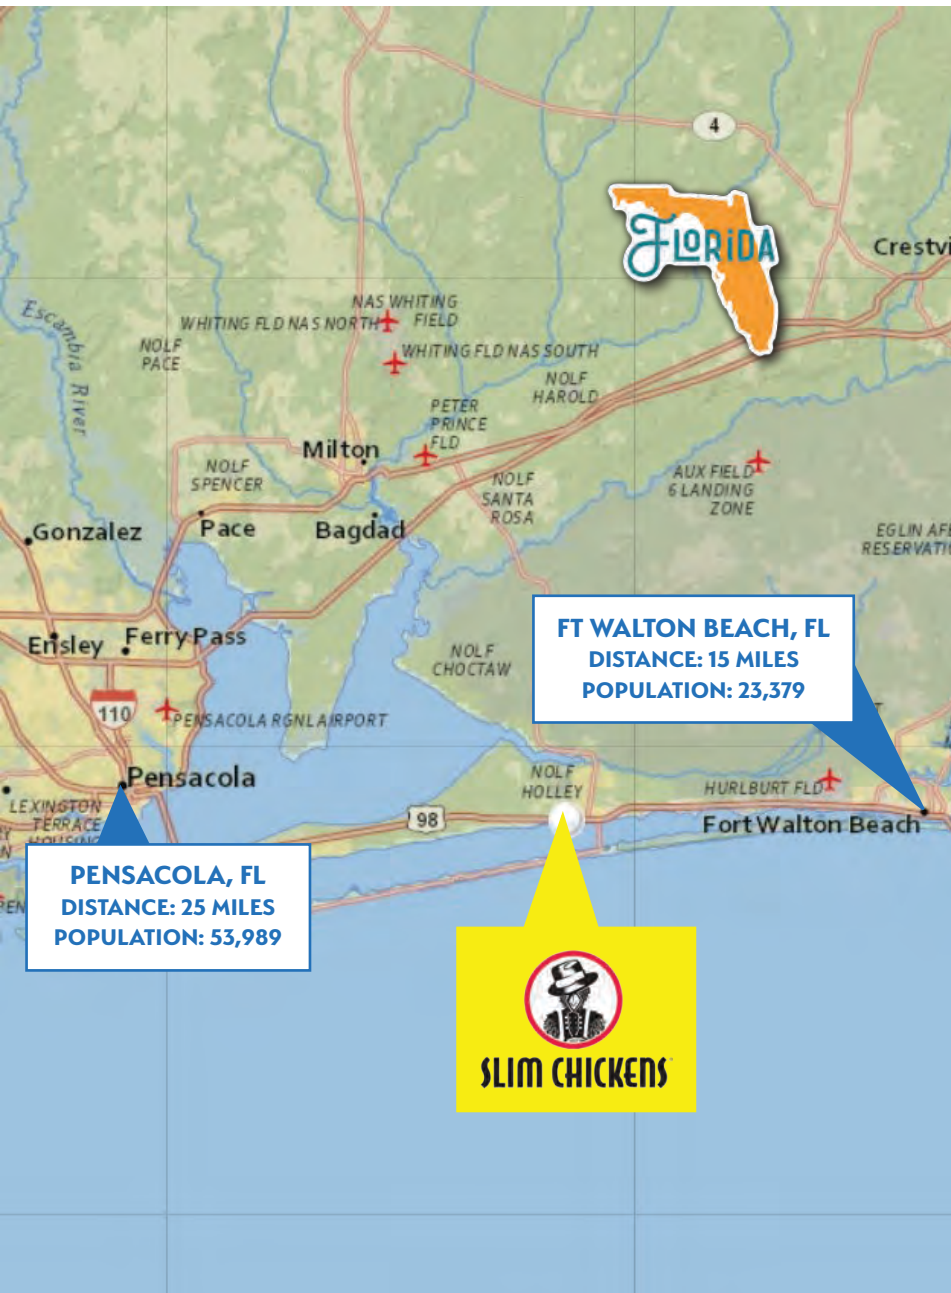 4
FLORIDA
Crestvi
Escambia River
NAS WHITING
FIELD
WHITING FLD NAS NORTH
WHITING FLD NAS SOUTH
NOLF
PACE
NOLF
HAROLD
PETER
PRINCE
FLD
Milton
NOLF
SPENCER
NOLF
SANTA
ROSA
AUX FIELD
6 LANDING
ZONE
Gonzalez
Pace
Bagdad
EGLIN AFB
RESERVATI
FT WALTON BEACH, FL
DISTANCE: 15 MILES
POPULATION: 23,379
Ensley
Ferry Pass
NOLF
CHOCTAW
110
PENSACOLA RGNL AIRPORT
Pensacola
NOLF
HOLLEY
HURLBURT FLD
LEXINGTON
TERRACE
HOUSING
98
Fort Walton Beach
PEN
PENSACOLA, FL
DISTANCE: 25 MILES
POPULATION: 53,989
SLIM CHICKENS